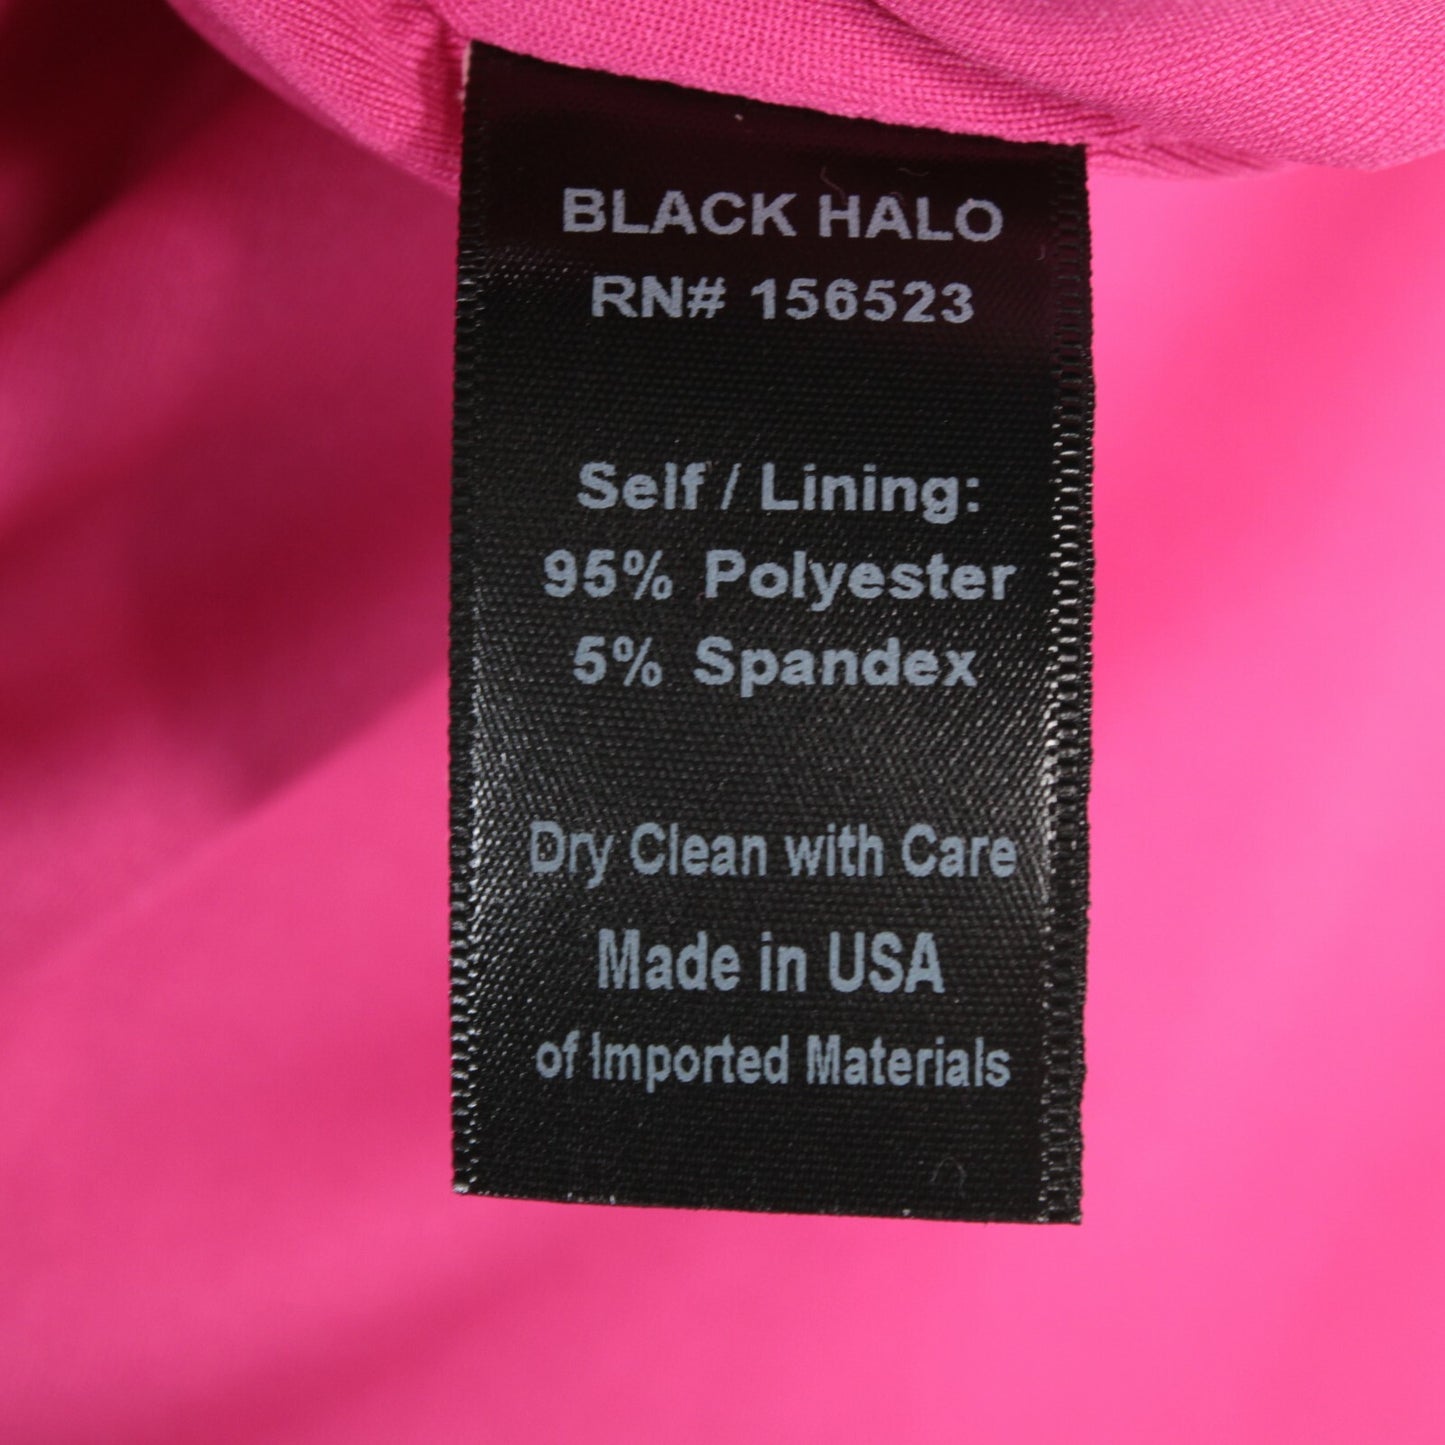 BLACK HALO
RN# 156523
Self / Lining:
95% Polyester
5% Spandex
Dry Clean with Care
Made in USA
of Imported Materials